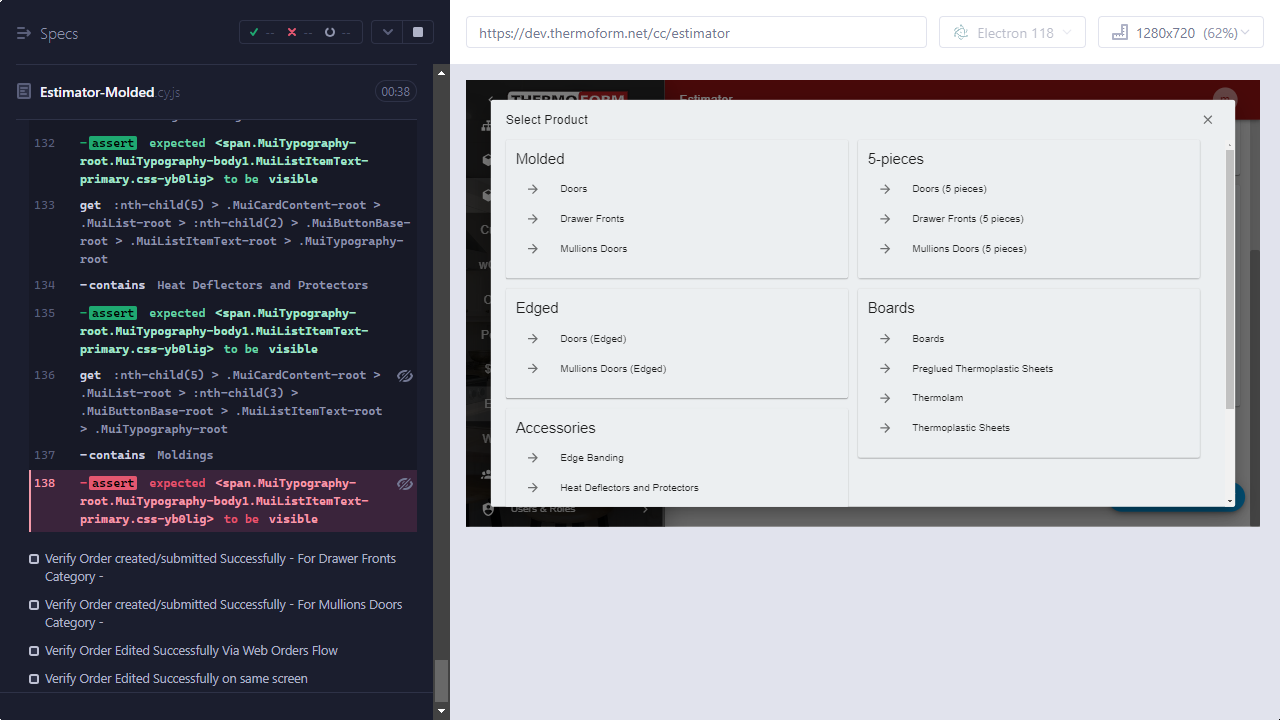 Specs
-- -- --
https://dev.thermoform.net/cc/estimator
Electron 118
1280x720 (62%)
Estimator-Molded.cy.js
00:38
132 -assert expected <span.MuiTypography-
root.MuiTypography-body1.MuiListItemText-
primary.css-yb0lig> to be visible
133 get :nth-child(5) > .MuiCardContent-root >
.MuiList-root > :nth-child(2) > .MuiButtonBase-
root > .MuiListItemText-root > .MuiTypography-
root
134 -contains Heat Deflectors and Protectors
135 -assert expected <span.MuiTypography-
root.MuiTypography-body1.MuiListItemText-
primary.css-yb0lig> to be visible
136 get :nth-child(5) > .MuiCardContent-root >
.MuiList-root > :nth-child(3) >
.MuiButtonBase-root > .MuiListItemText-root
> .MuiTypography-root
137 -contains Moldings
138 -assert expected <span.MuiTypography-
root.MuiTypography-body1.MuiListItemText-
primary.css-yb0lig> to be visible
Verify Order created/submitted Successfully - For Drawer Fronts
Category -
Verify Order created/submitted Successfully - For Mullions Doors
Category -
Verify Order Edited Successfully Via Web Orders Flow
Verify Order Edited Successfully on same screen
THERMOFORM
Estimator
Select Product
Molded
Doors
Drawer Fronts
Mullions Doors
5-pieces
Doors (5 pieces)
Drawer Fronts (5 pieces)
Mullions Doors (5 pieces)
Edged
Doors (Edged)
Mullions Doors (Edged)
Boards
Boards
Preglued Thermoplastic Sheets
Thermolam
Thermoplastic Sheets
Accessories
Edge Banding
Heat Deflectors and Protectors
Users & Roles